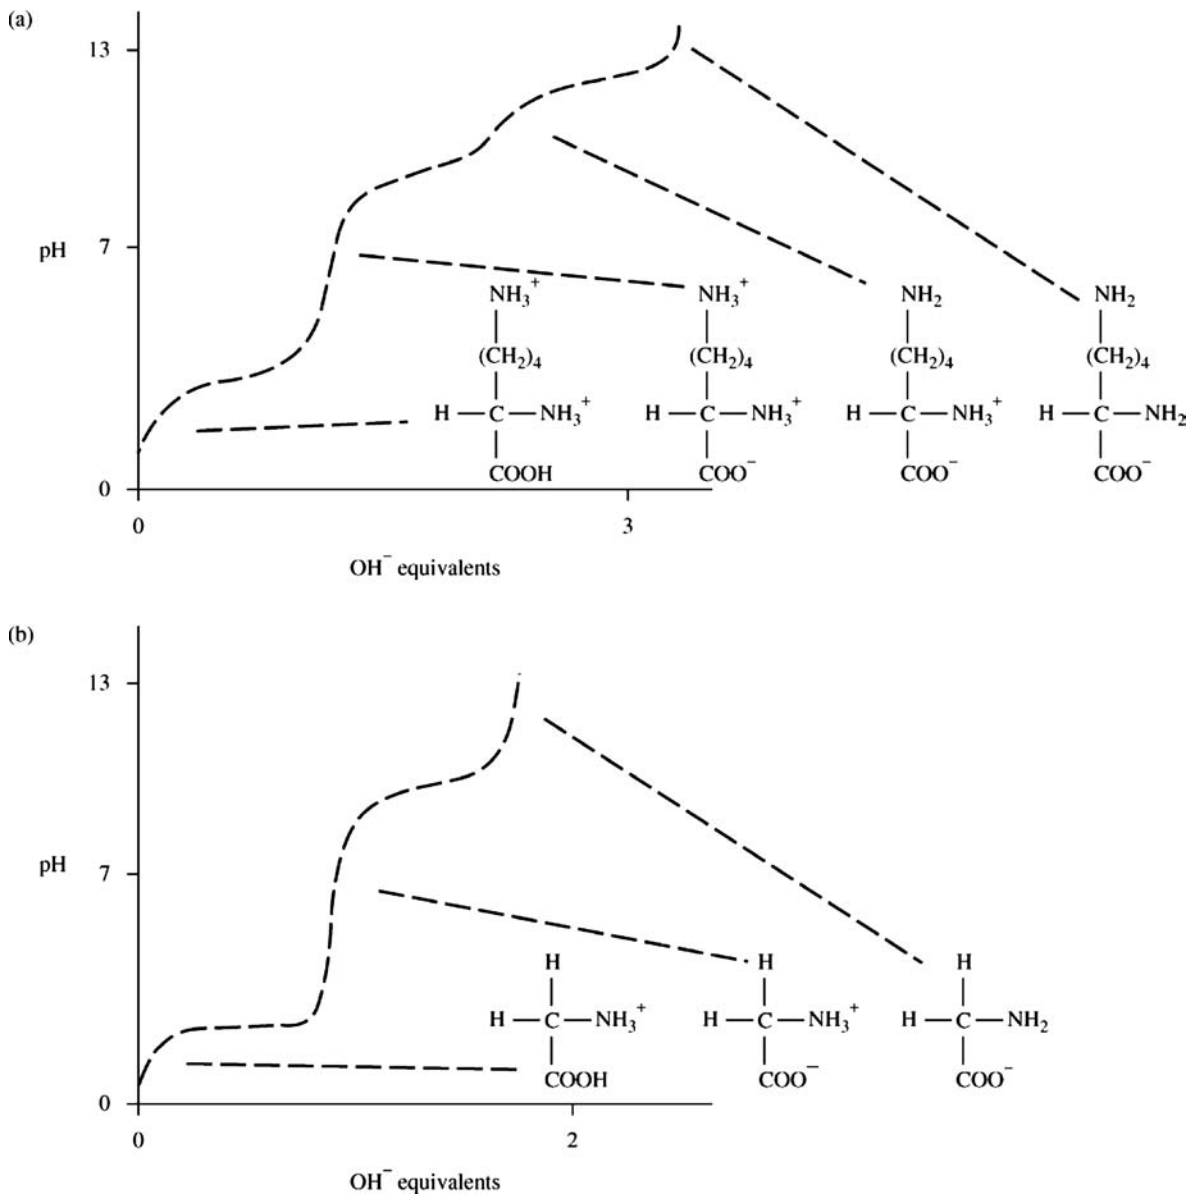 (a)
13
pH
7
NH₃⁺ NH₃⁺ NH₂ NH₂
(CH₂)₄ (CH₂)₄ (CH₂)₄ (CH₂)₄
H C NH₃⁺ H C NH₃⁺ H C NH₃⁺ H C NH₂
COOH COO⁻ COO⁻ COO⁻
0
0 3
OH⁻ equivalents
(b)
13
pH
7
H H H
H C NH₃⁺ H C NH₃⁺ H C NH₂
COOH COO⁻ COO⁻
0
0 2
OH⁻ equivalents